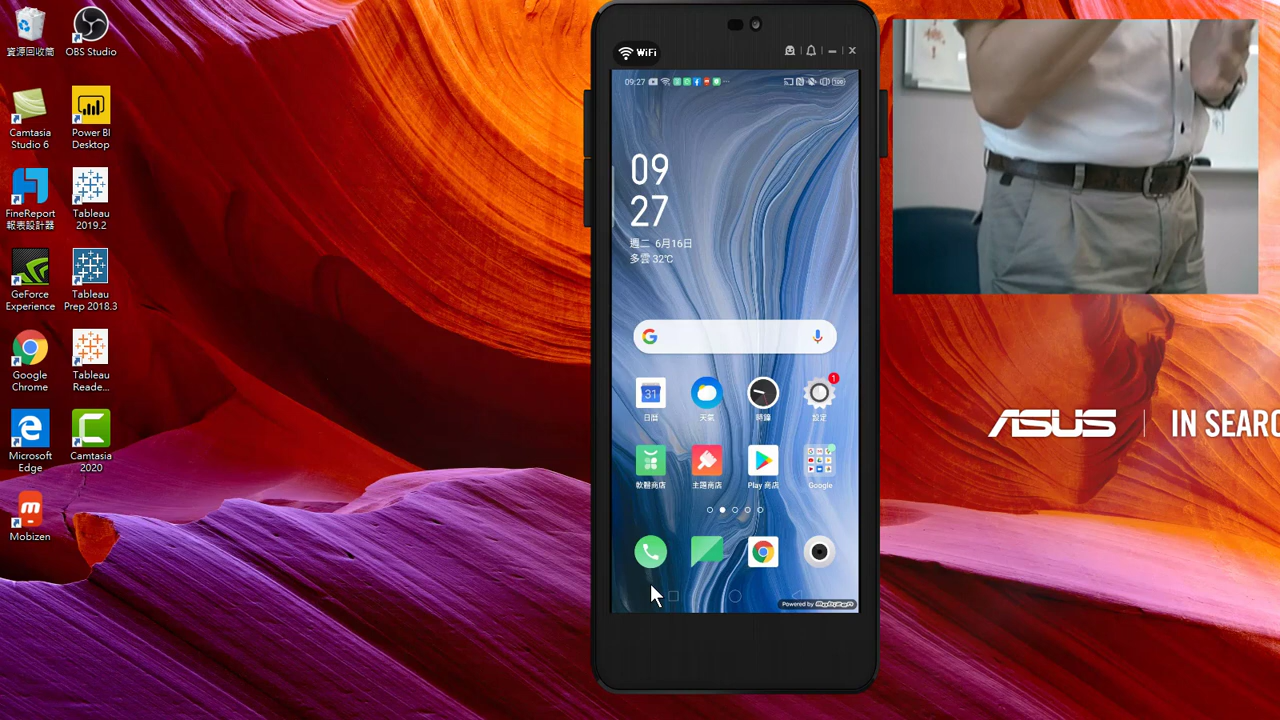 資源回收筒
OBS Studio
Camtasia
Studio 6
Power BI
Desktop
FineReport
報表設計器
Tableau
2019.2
GeForce
Experience
Tableau
Prep 2018.3
Google
Chrome
Tableau
Reade...
Microsoft
Edge
Camtasia
2020
Mobizen
WiFi
09:27
09
27
週二 6月16日
多雲 32℃
31
日曆
天氣
時鐘
1
設定
軟體商店
主題商店
Play 商店
Google
Powered by
ASUS
IN SEARC